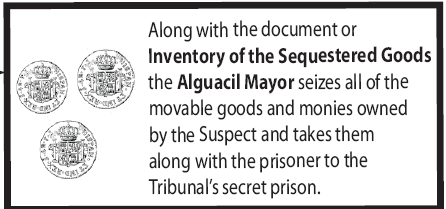 Along with the document or
Inventory of the Sequestered Goods
the Alguacil Mayor seizes all of the
movable goods and monies owned
by the Suspect and takes them
along with the prisoner to the
Tribunal's secret prison.